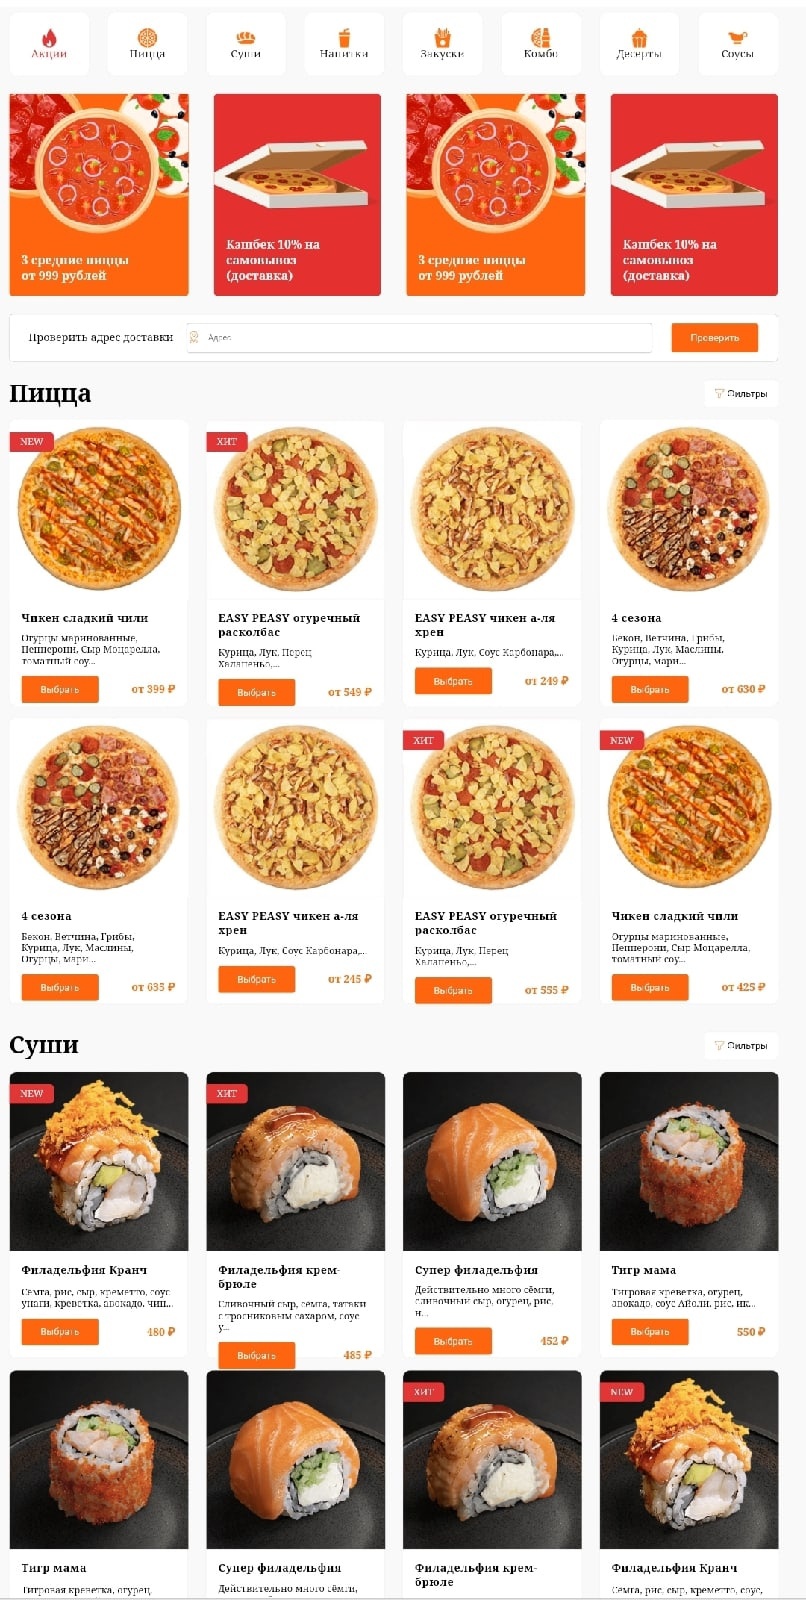 Акции
Пицца
Суши
Напитки
Закуски
Комбо
Десерты
Соусы
3 средние пиццы
от 999 рублей
Кэшбек 10% на
самовывоз
(доставка)
3 средние пиццы
от 999 рублей
Кэшбек 10% на
самовывоз
(доставка)
Проверить адрес доставки
Адрес
Проверить
Пицца
Фильтры
NEW
Чикен сладкий чили
Огурцы маринованные,
Пепперони, Сыр Моцарелла,
томатный соу...
Выбрать
от 399 ₽
ХИТ
EASY PEASY огуречный
расколбас
Курица, Лук, Перец
Халапеньо,...
Выбрать
от 549 ₽
EASY PEASY чикен а-ля
хрен
Курица, Лук, Соус Карбонара,...
Выбрать
от 249 ₽
4 сезона
Бекон, Ветчина, Грибы,
Курица, Лук, Маслины,
Огурцы, мари...
Выбрать
от 630 ₽
4 сезона
Бекон, Ветчина, Грибы,
Курица, Лук, Маслины,
Огурцы, мари...
Выбрать
от 635 ₽
EASY PEASY чикен а-ля
хрен
Курица, Лук, Соус Карбонара,...
Выбрать
от 245 ₽
ХИТ
EASY PEASY огуречный
расколбас
Курица, Лук, Перец
Халапеньо,...
Выбрать
от 555 ₽
NEW
Чикен сладкий чили
Огурцы маринованные,
Пепперони, Сыр Моцарелла,
томатный соу...
Выбрать
от 425 ₽
Суши
Фильтры
NEW
Филадельфия Кранч
Семга, рис, сыр, креметто, соус
унаги, креветка, авокадо, чип...
Выбрать
480 ₽
ХИТ
Филадельфия крем-
брюле
Сливочный сыр, семга, татаки
с тросниковым сахаром, соус
у...
Выбрать
485 ₽
Супер филадельфия
Действительно много сёмги,
сливочный сыр, огурец, рис,
н...
Выбрать
452 ₽
Тигр мама
Тигровая креветка, огурец,
авокадо, соус Айоли, рис, ик...
Выбрать
550 ₽
Тигр мама
Тигровая креветка, огурец,
Супер филадельфия
Действительно много сёмги,
ХИТ
Филадельфия крем-
брюле
NEW
Филадельфия Кранч
Семга, рис, сыр, креметто, соус,